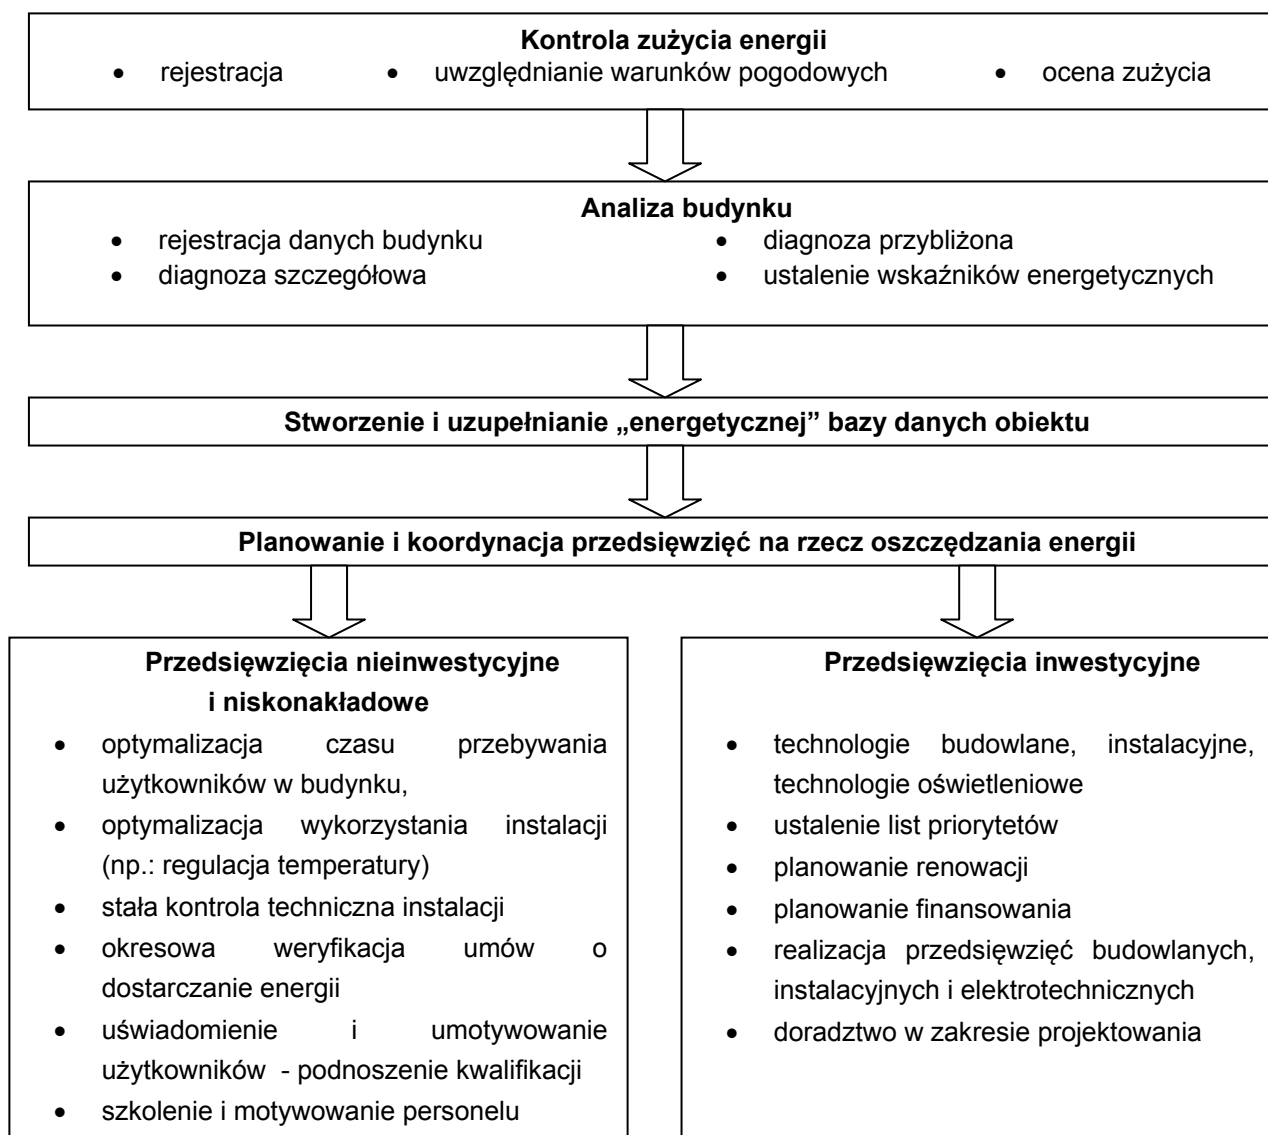 Kontrola zużycia energii
• rejestracja • uwzględnianie warunków pogodowych • ocena zużycia
Analiza budynku
• rejestracja danych budynku • diagnoza przybliżona
• diagnoza szczegółowa • ustalenie wskaźników energetycznych
Stworzenie i uzupełnianie „energetycznej” bazy danych obiektu
Planowanie i koordynacja przedsięwzięć na rzecz oszczędzania energii
Przedsięwzięcia nieinwestycyjne
i niskonakładowe
• optymalizacja czasu przebywania
użytkowników w budynku,
• optymalizacja wykorzystania instalacji
(np.: regulacja temperatury)
• stała kontrola techniczna instalacji
• okresowa weryfikacja umów o
dostarczanie energii
• uświadomienie i umotywowanie
użytkowników - podnoszenie kwalifikacji
• szkolenie i motywowanie personelu
Przedsięwzięcia inwestycyjne
• technologie budowlane, instalacyjne,
technologie oświetleniowe
• ustalenie list priorytetów
• planowanie renowacji
• planowanie finansowania
• realizacja przedsięwzięć budowlanych,
instalacyjnych i elektrotechnicznych
• doradztwo w zakresie projektowania